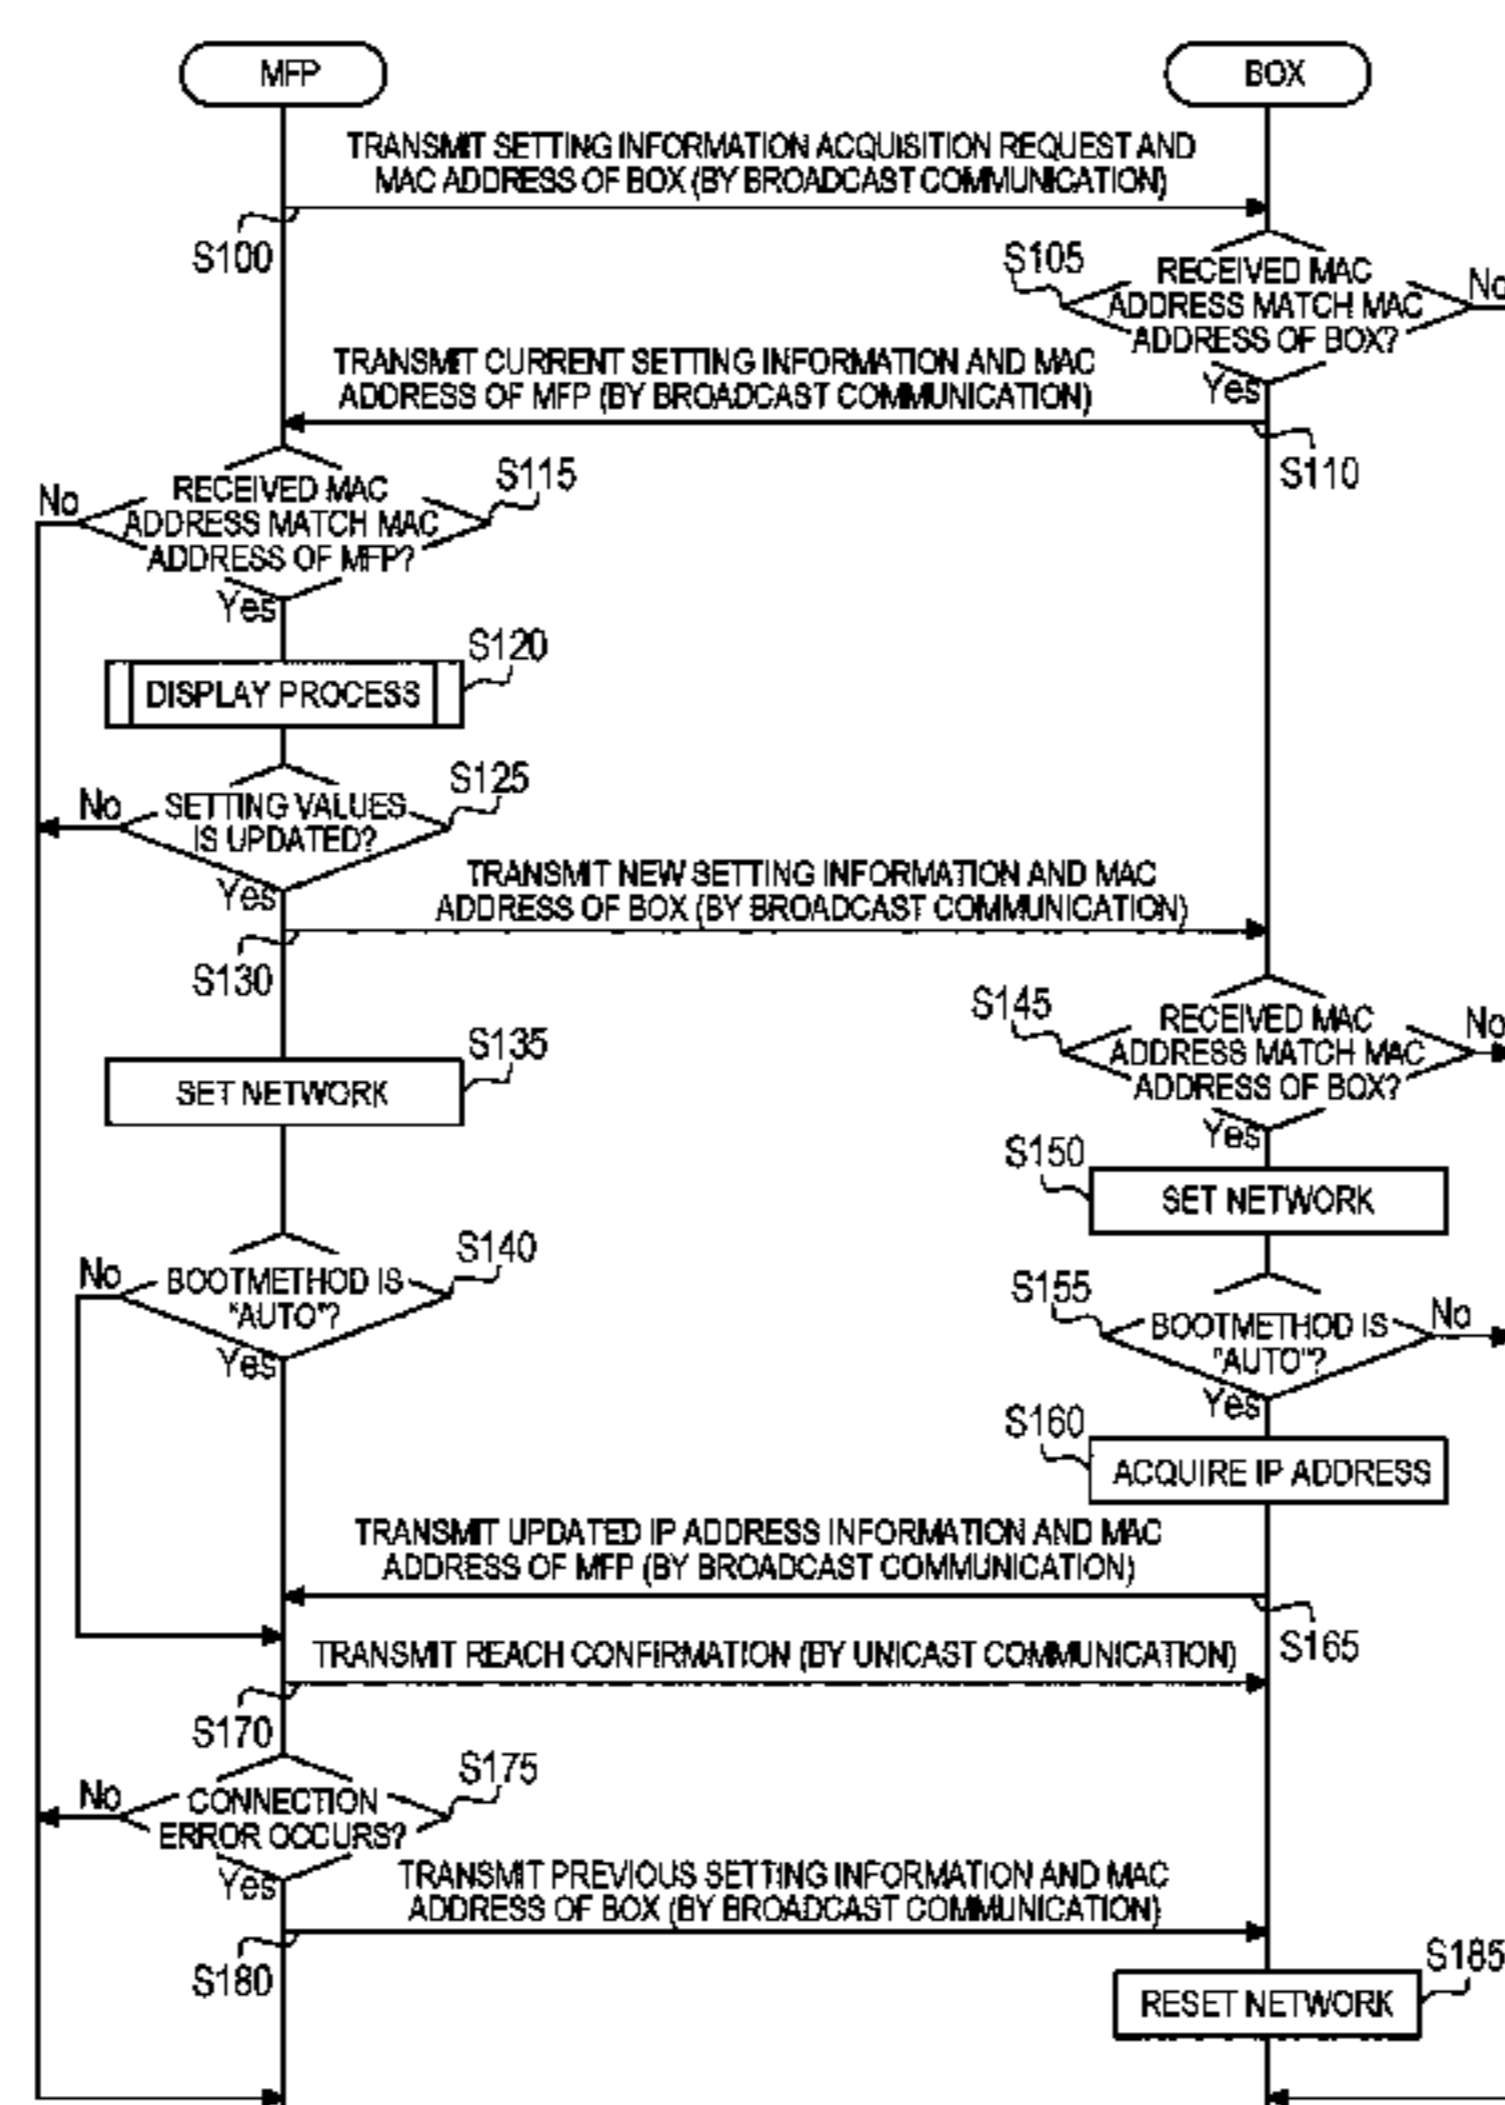 MFP
BOX
TRANSMIT SETTING INFORMATION ACQUISITION REQUEST AND
MAC ADDRESS OF BOX (BY BROADCAST COMMUNICATION)
S100
S105
RECEIVED MAC
ADDRESS MATCH MAC
ADDRESS OF BOX?
No
Yes
TRANSMIT CURRENT SETTING INFORMATION AND MAC
ADDRESS OF MFP (BY BROADCAST COMMUNICATION)
S110
S115
No
RECEIVED MAC
ADDRESS MATCH MAC
ADDRESS OF MFP?
Yes
S120
DISPLAY PROCESS
S125
No
SETTING VALUES
IS UPDATED?
Yes
TRANSMIT NEW SETTING INFORMATION AND MAC
ADDRESS OF BOX (BY BROADCAST COMMUNICATION)
S130
S145
RECEIVED MAC
ADDRESS MATCH MAC
ADDRESS OF BOX?
No
Yes
S135
SET NETWORK
S150
SET NETWORK
S140
No
BOOTMETHOD IS
"AUTO"?
Yes
S155
BOOTMETHOD IS
"AUTO"?
No
Yes
S160
ACQUIRE IP ADDRESS
TRANSMIT UPDATED IP ADDRESS INFORMATION AND MAC
ADDRESS OF MFP (BY BROADCAST COMMUNICATION)
S165
TRANSMIT REACH CONFIRMATION (BY UNICAST COMMUNICATION)
S170
S175
No
CONNECTION
ERROR OCCURS?
Yes
TRANSMIT PREVIOUS SETTING INFORMATION AND MAC
ADDRESS OF BOX (BY BROADCAST COMMUNICATION)
S180
S185
RESET NETWORK